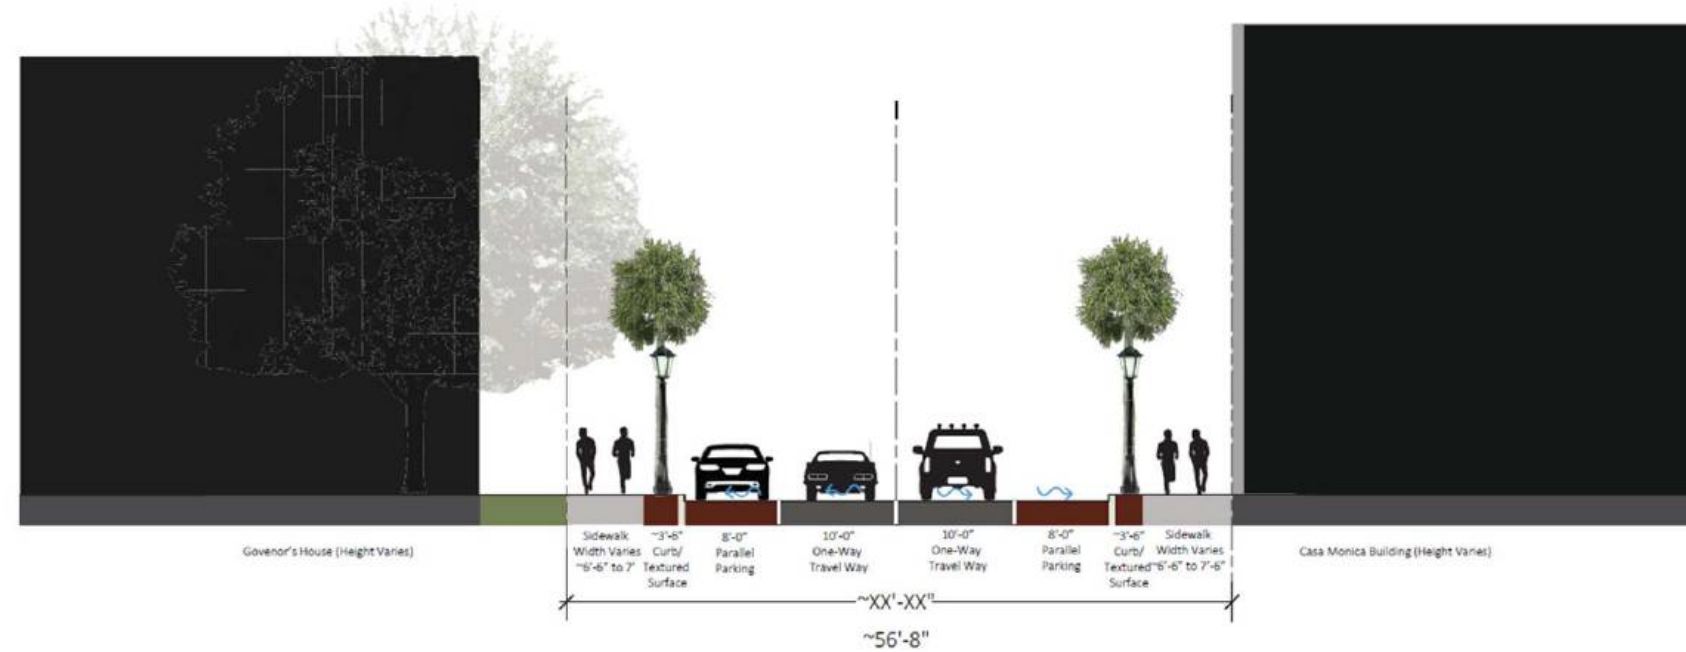 Govenor's House (Height Varies)
Sidewalk
Width Varies
~6'-6" to 7'
~3'-6"
Curb/
Textured
Surface
8'-0"
Parallel
Parking
10'-0"
One-Way
Travel Way
10'-0"
One-Way
Travel Way
8'-0"
Parallel
Parking
~3'-6"
Curb/
Textured
Surface
Sidewalk
Width Varies
~6'-6" to 7'-6"
Casa Monica Building (Height Varies)
~XX'-XX"
~56'-8"